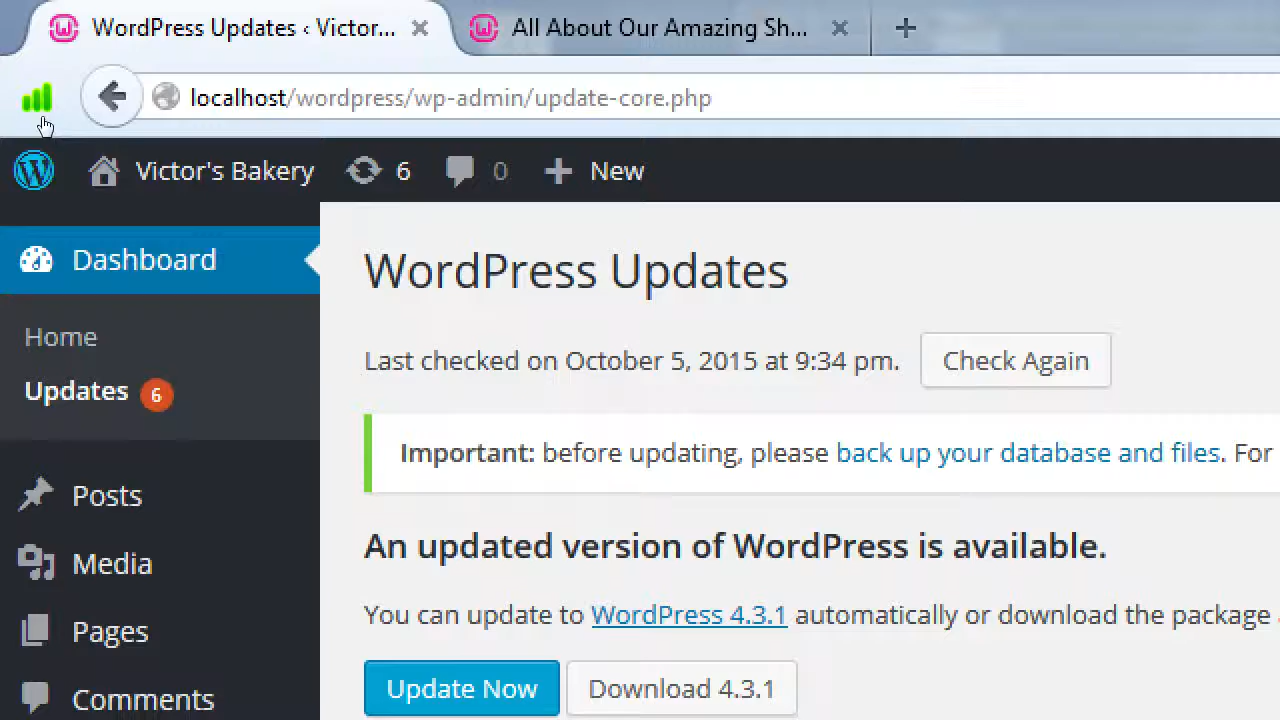 WordPress Updates ‹ Victor...
All About Our Amazing Sh...
localhost/wordpress/wp-admin/update-core.php
Victor's Bakery 6 0 + New
Dashboard
Home
Updates 6
Posts
Media
Pages
Comments
WordPress Updates
Last checked on October 5, 2015 at 9:34 pm. Check Again
Important: before updating, please back up your database and files. For
An updated version of WordPress is available.
You can update to WordPress 4.3.1 automatically or download the package
Update Now Download 4.3.1